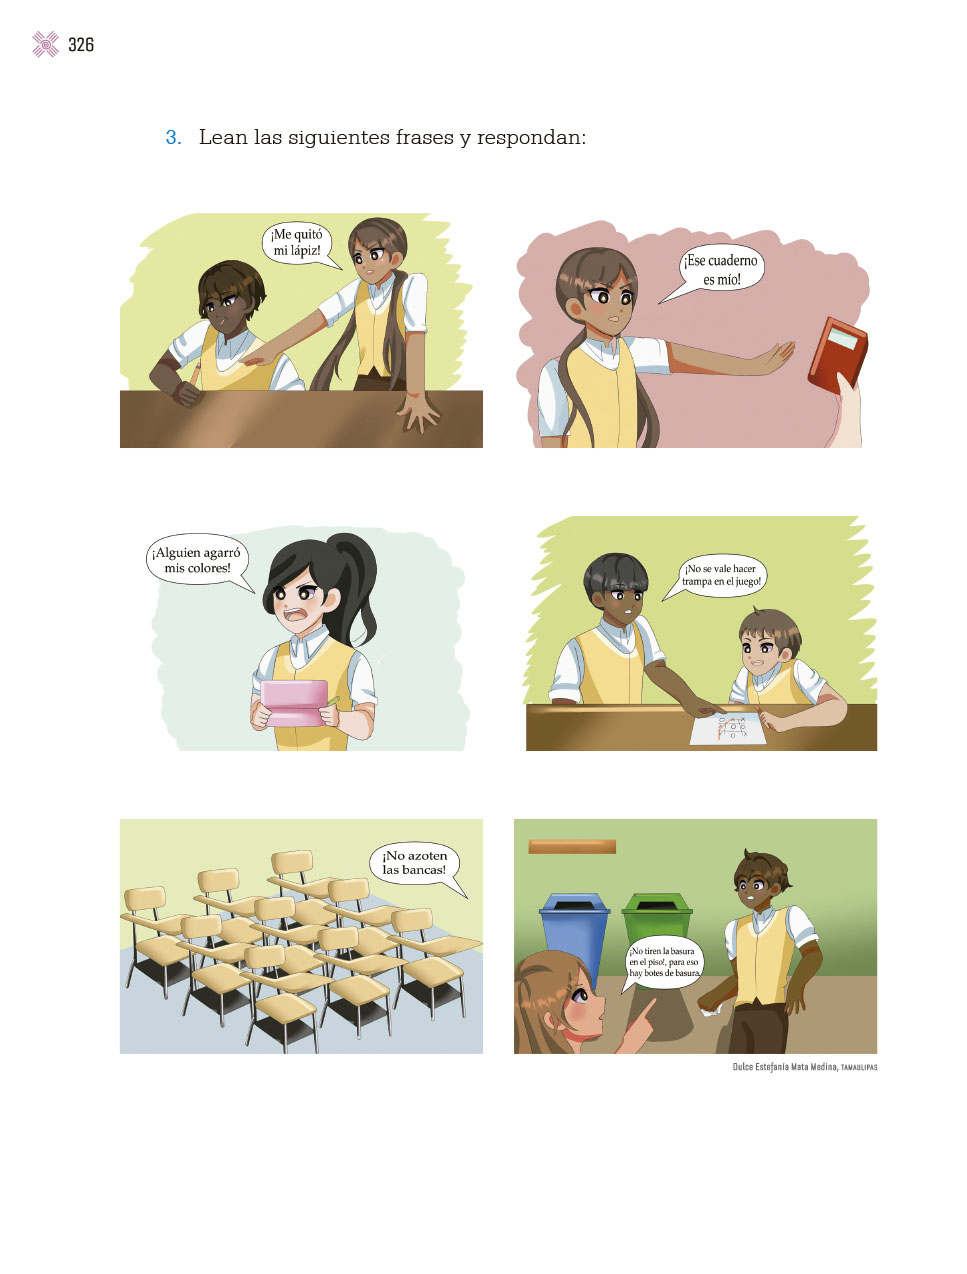 326
3. Lean las siguientes frases y respondan:
¡Me quitó
mi lápiz!
¡Ese cuaderno
es mío!
¡Alguien agarró
mis colores!
¡No se vale hacer
trampa en el juego!
¡No azoten
las bancas!
¡No tiren la basura
en el piso!, para eso
hay botes de basura.
Dulce Estefanía Mata Medina, TAMAULIPAS